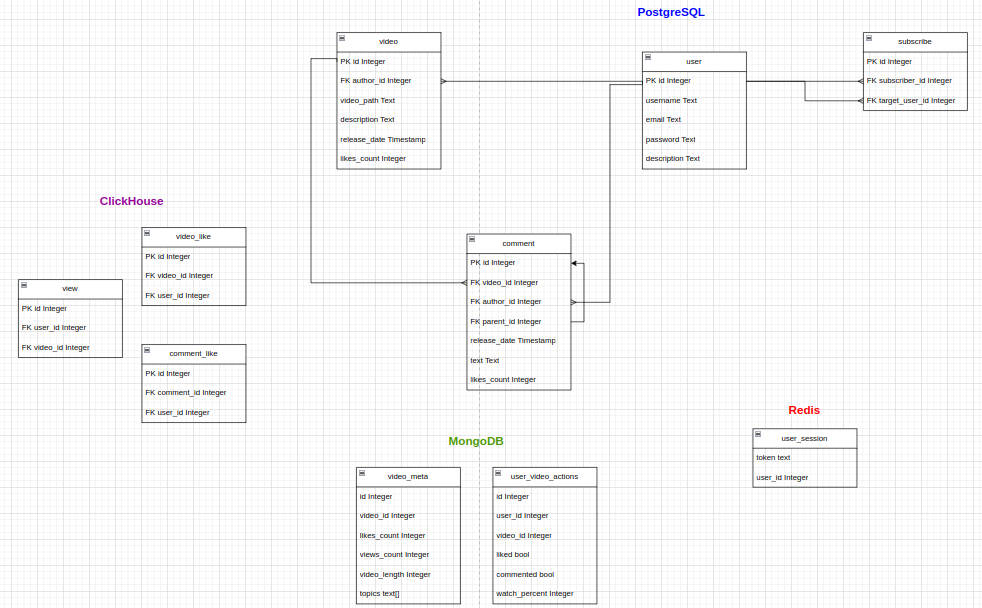 PostgreSQL
video
PK id Integer
FK author_id Integer
video_path Text
description Text
release_date Timestamp
likes_count Integer
user
PK id Integer
username Text
email Text
password Text
description Text
subscribe
PK id Integer
FK subscriber_id Integer
FK target_user_id Integer
ClickHouse
video_like
PK id Integer
FK video_id Integer
FK user_id Integer
view
PK id Integer
FK user_id Integer
FK video_id Integer
comment_like
PK id Integer
FK comment_id Integer
FK user_id Integer
comment
PK id Integer
FK video_id Integer
FK author_id Integer
FK parent_id Integer
release_date Timestamp
text Text
likes_count Integer
MongoDB
video_meta
id Integer
video_id Integer
likes_count Integer
views_count Integer
video_length Integer
topics text[]
user_video_actions
id Integer
user_id Integer
video_id Integer
liked bool
commented bool
watch_percent Integer
Redis
user_session
token text
user_id Integer